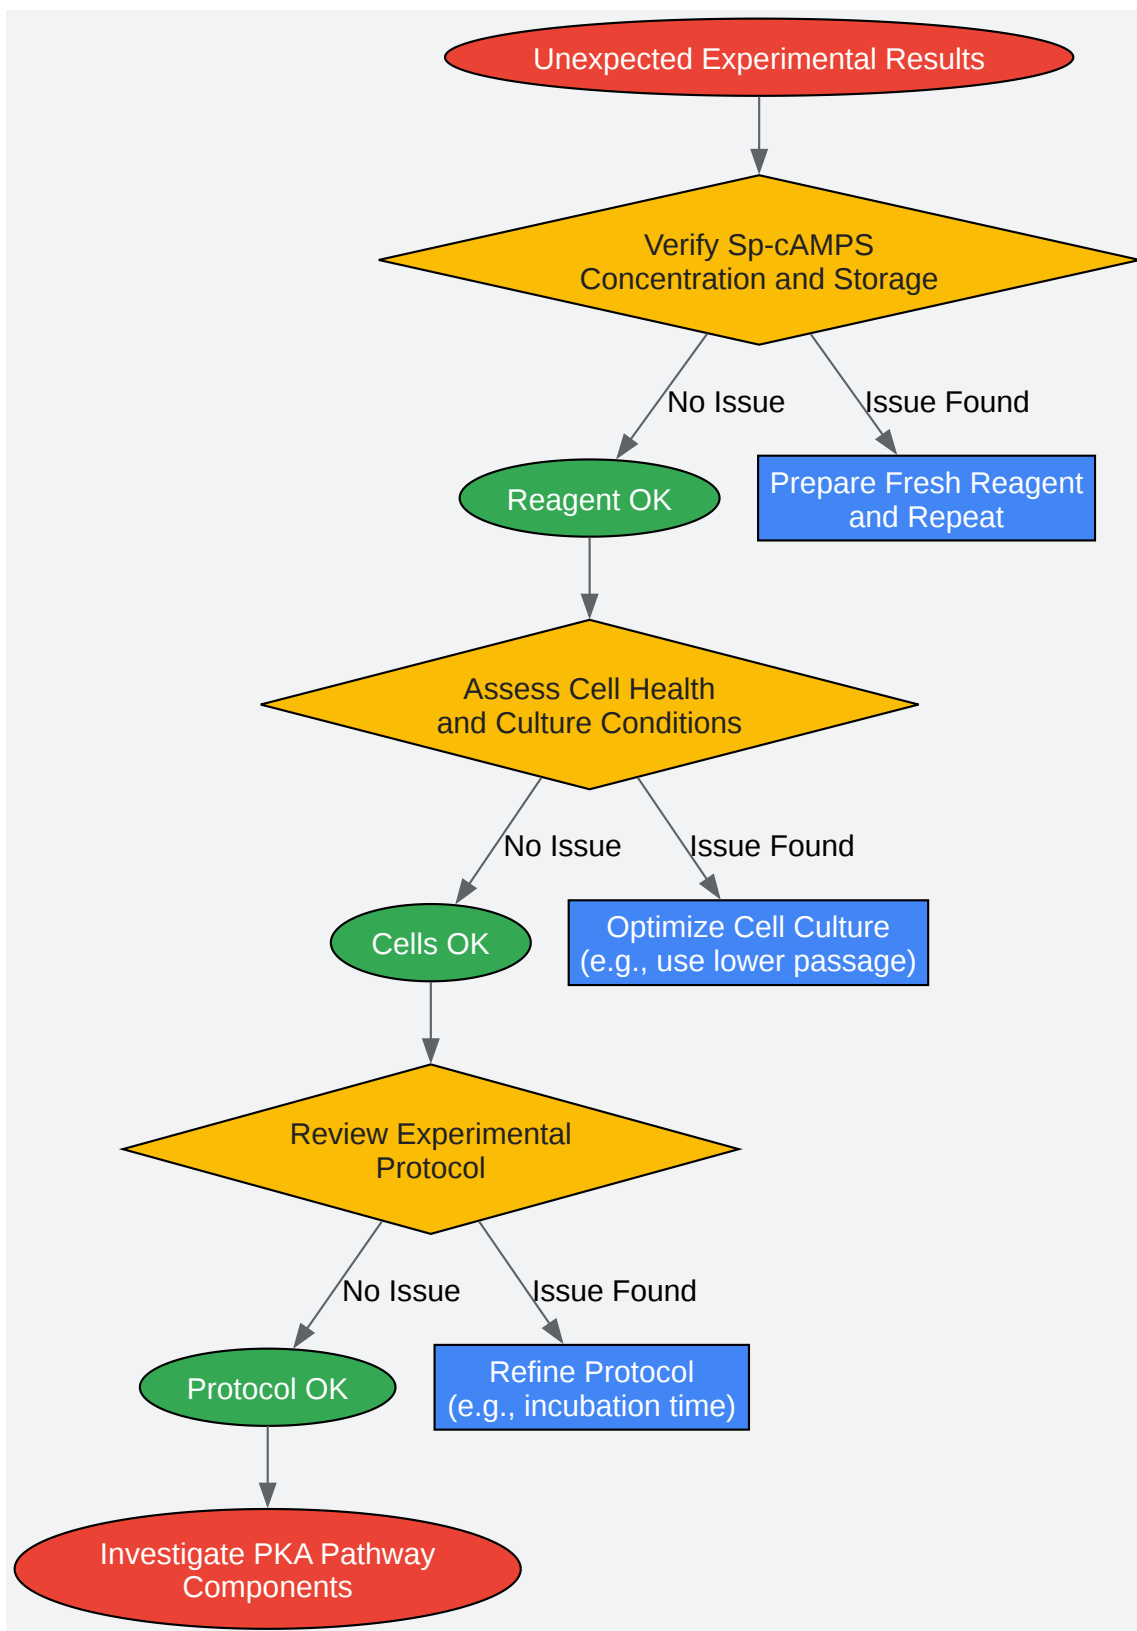 Unexpected Experimental Results
Verify Sp-cAMPS
Concentration and Storage
No Issue
Issue Found
Reagent OK
Prepare Fresh Reagent
and Repeat
Assess Cell Health
and Culture Conditions
No Issue
Issue Found
Cells OK
Optimize Cell Culture
(e.g., use lower passage)
Review Experimental
Protocol
No Issue
Issue Found
Protocol OK
Refine Protocol
(e.g., incubation time)
Investigate PKA Pathway
Components